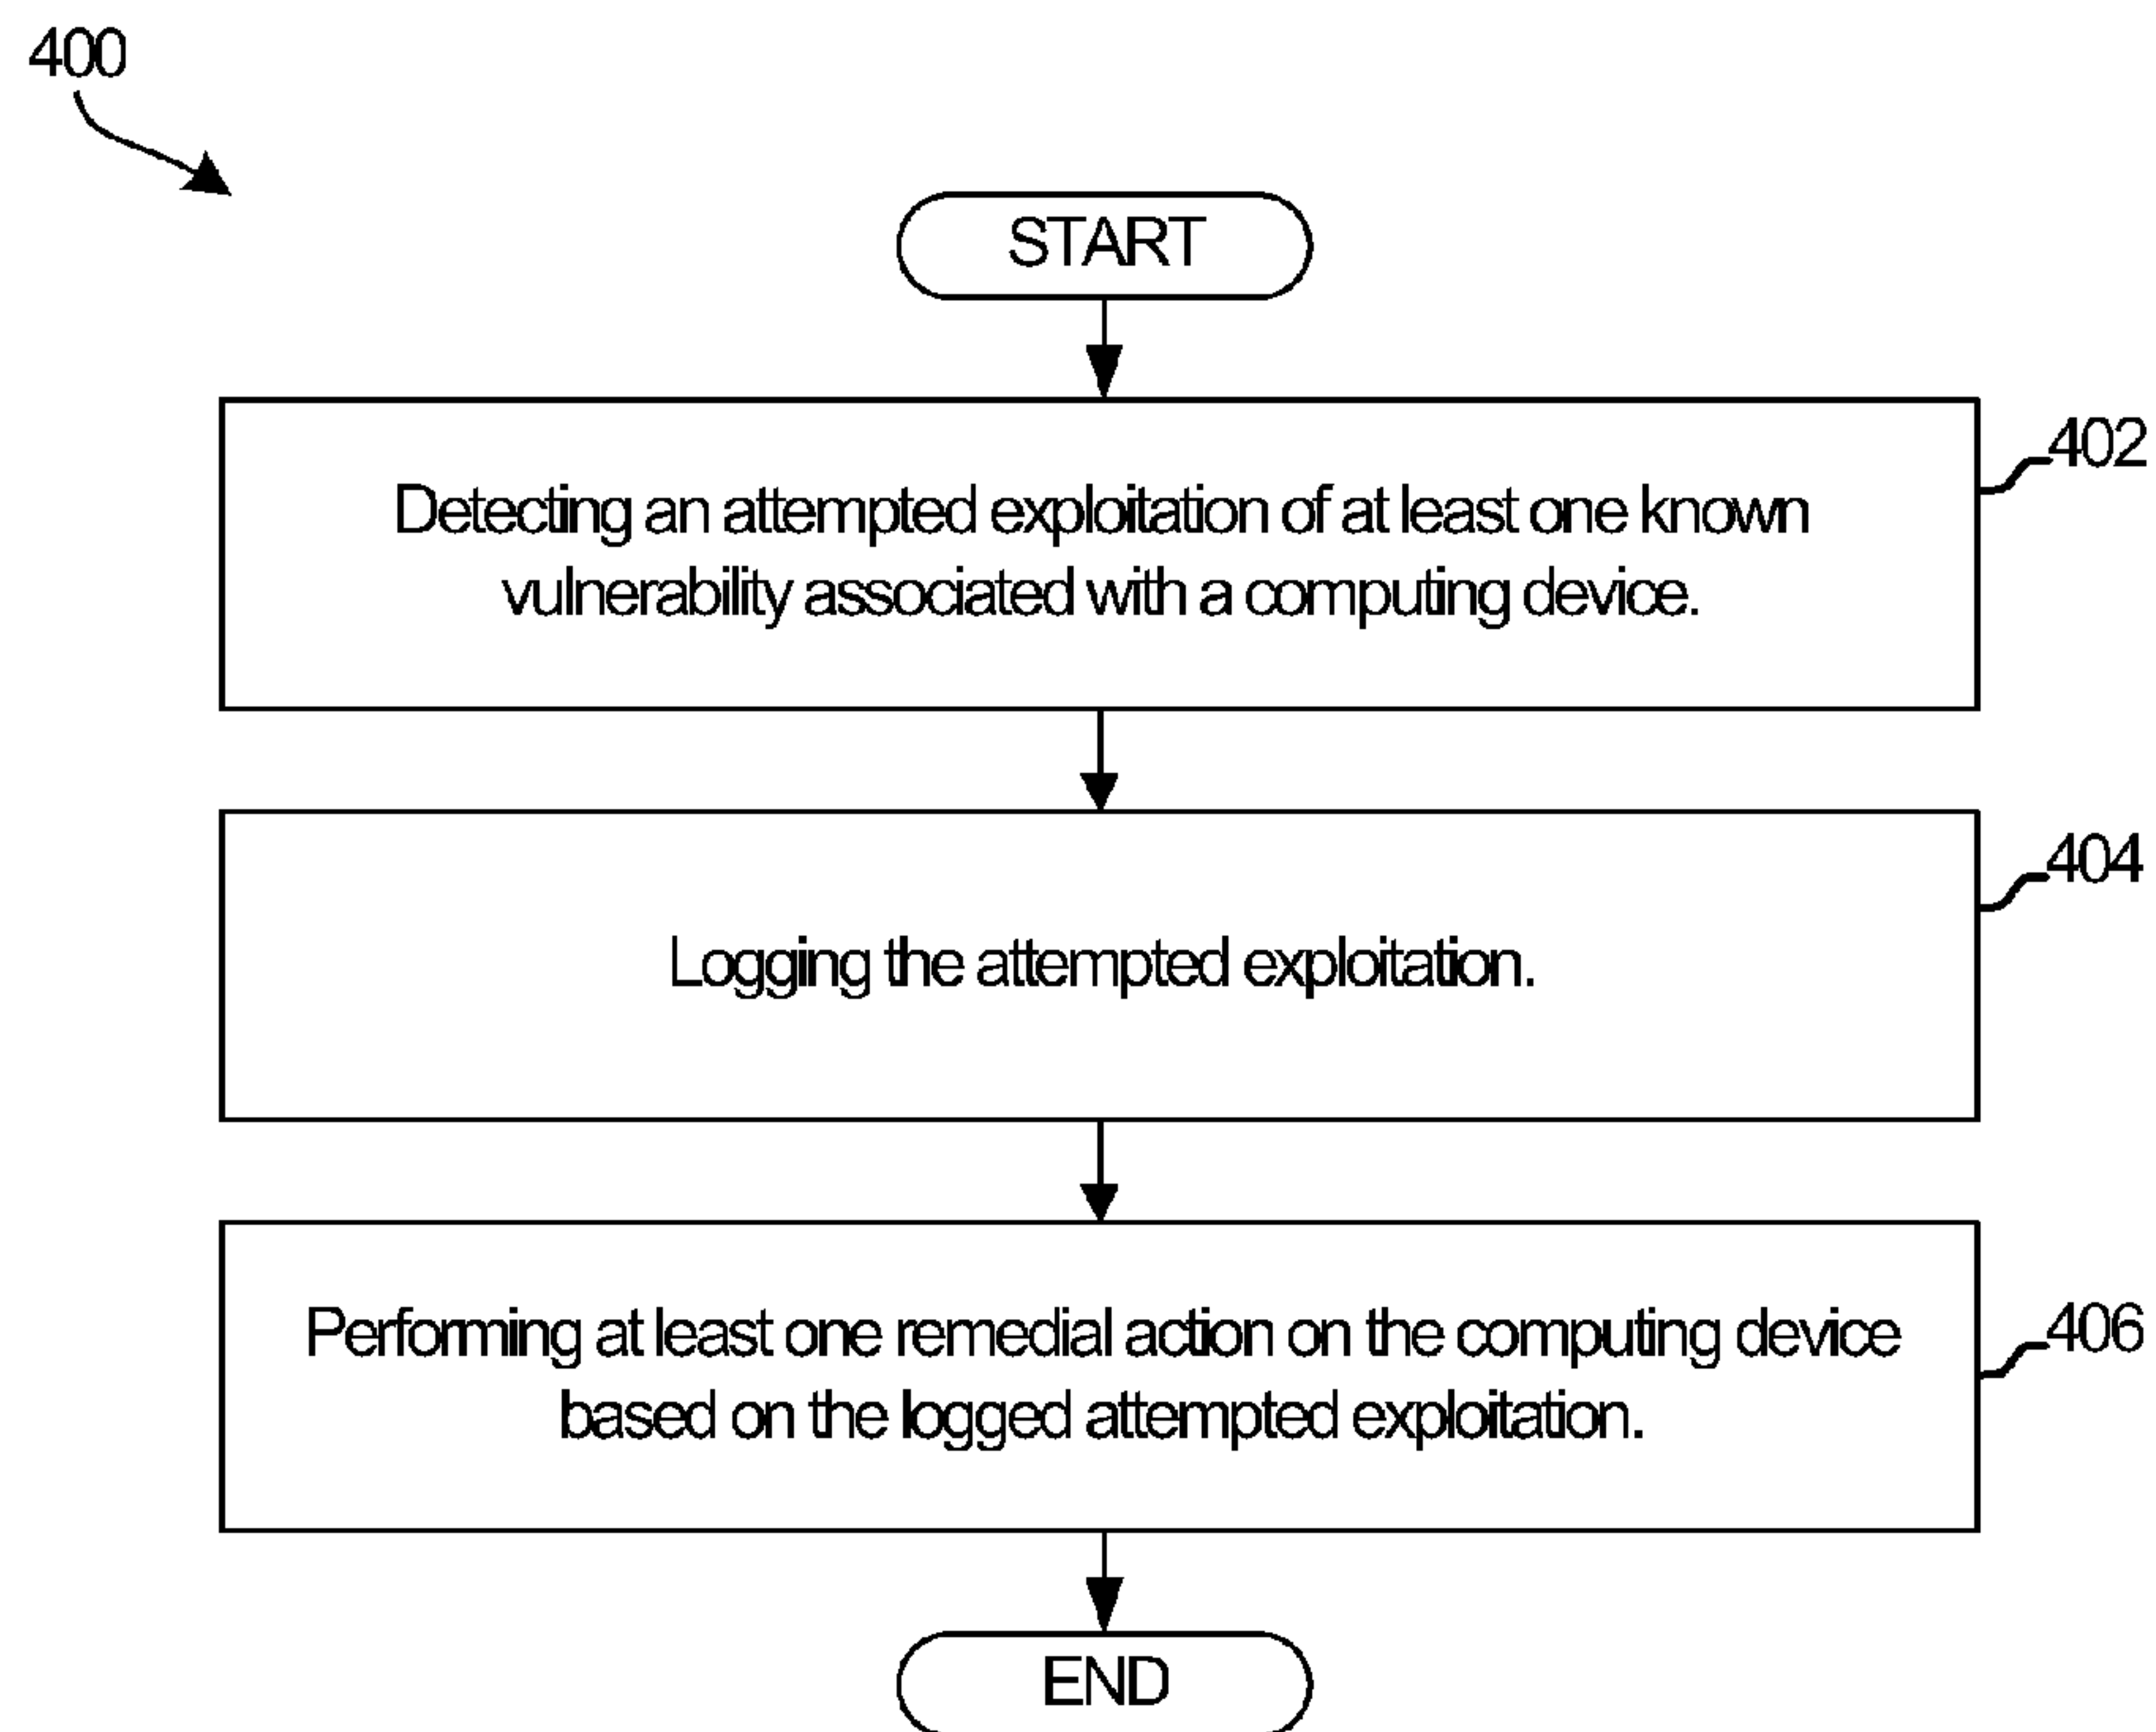 400
START
402
Detecting an attempted exploitation of at least one known
vulnerability associated with a computing device.
404
Logging the attempted exploitation.
406
Performing at least one remedial action on the computing device
based on the logged attempted exploitation.
END